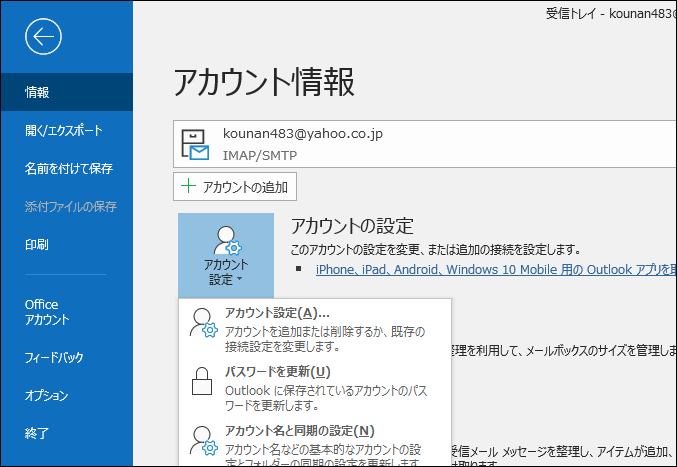 受信トレイ - kounan483@
情報
開く/エクスポート
名前を付けて保存
添付ファイルの保存
印刷
Office
アカウント
フィードバック
オプション
終了
アカウント情報
kounan483@yahoo.co.jp
IMAP/SMTP
アカウントの追加
アカウント
設定
アカウントの設定
このアカウントの設定を変更、または追加の接続を設定します。
iPhone、iPad、Android、Windows 10 Mobile 用の Outlook アプリを取
アカウント設定(A)...
アカウントを追加または削除するか、既存の
接続設定を変更します。
パスワードを更新(U)
Outlook に保存されているアカウントのパス
ワードを更新します。
アカウント名と同期の設定(N)
アカウント名などの基本的なアカウントの設
定とフォルダーの同期の設定を更新します
整理を利用して、メールボックスのサイズを管理しま
受信メール メッセージを整理し、アイテムが追加、